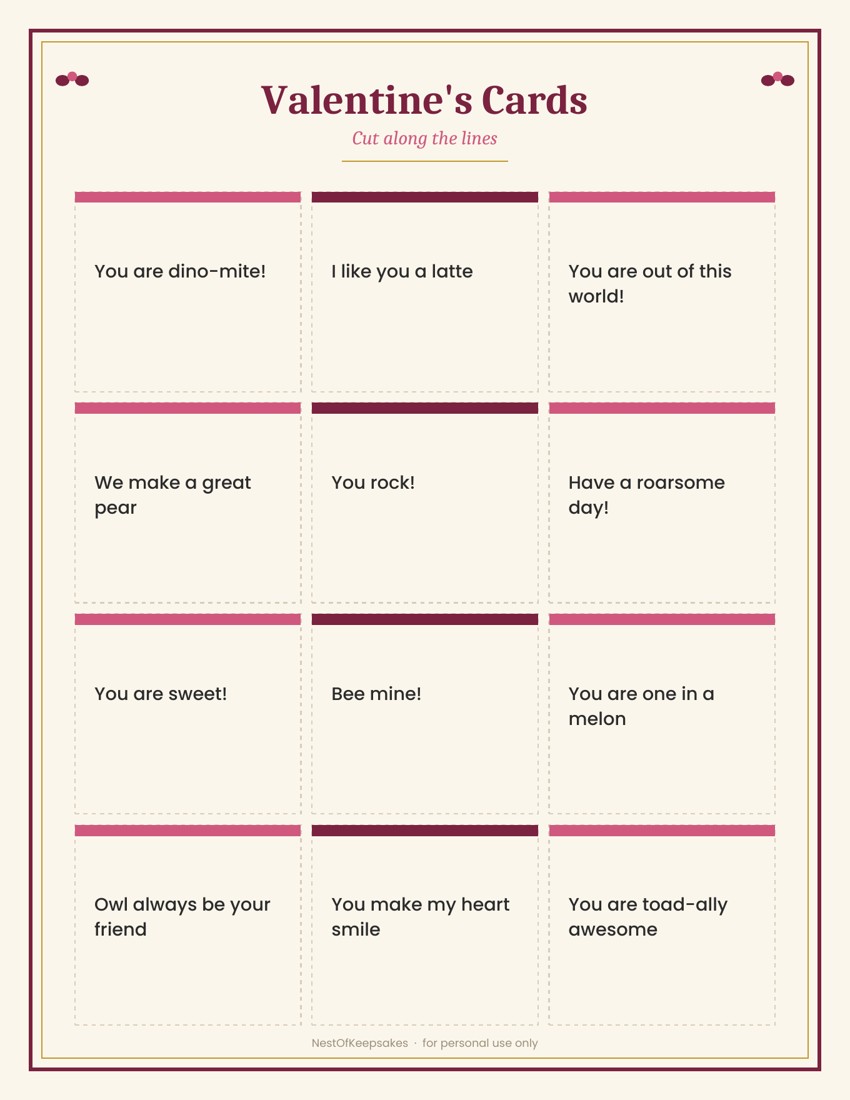 Valentine's Cards
Cut along the lines
You are dino-mite!
I like you a latte
You are out of this
world!
We make a great
pear
You rock!
Have a roarsome
day!
You are sweet!
Bee mine!
You are one in a
melon
Owl always be your
friend
You make my heart
smile
You are toad-ally
awesome
NestOfKeepsakes · for personal use only